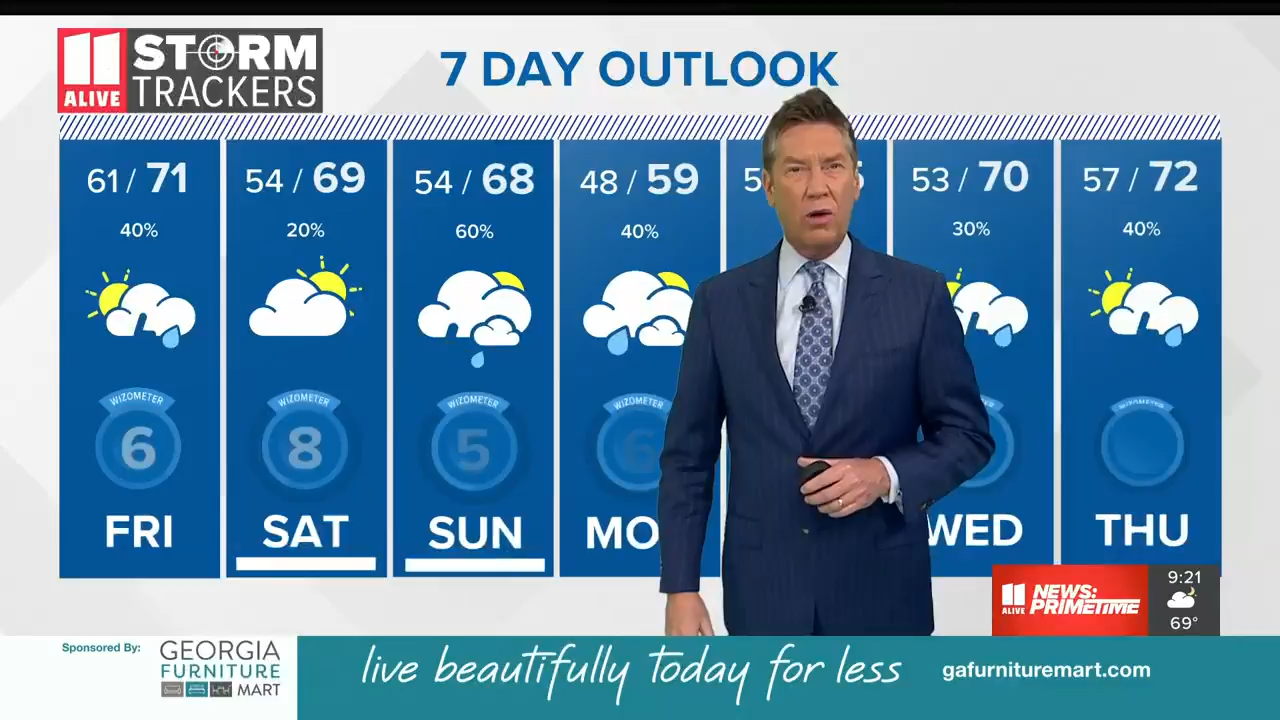 11 ALIVE STORM TRACKERS
7 DAY OUTLOOK
61 / 71
40%
WIZOMETER
6
FRI
54 / 69
20%
WIZOMETER
8
SAT
54 / 68
60%
WIZOMETER
5
SUN
48 / 59
40%
WIZOMETER
6
MO
5
53 / 70
30%
WED
57 / 72
40%
WIZOMETER
THU
11 ALIVE NEWS: PRIMETIME
9:21
69°
Sponsored By:
GEORGIA
FURNITURE
MART
live beautifully today for less
gafurnituremart.com